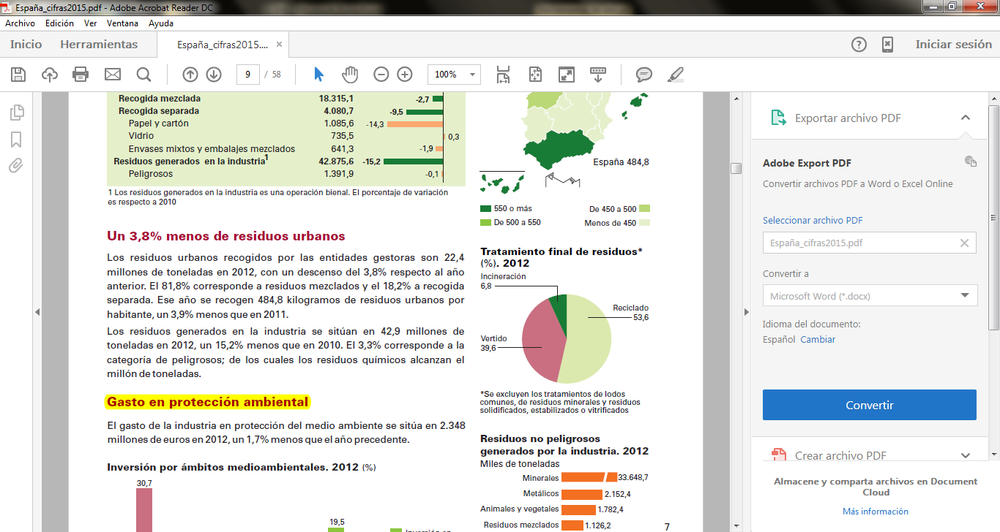 España_cifras2015.pdf - Adobe Acrobat Reader DC
Archivo Edición Ver Ventana Ayuda
Inicio Herramientas España_cifras2015.... × Iniciar sesión
9 / 58 100%
Recogida mezclada 18.315,1 -2,7
Recogida separada 4.080,7 -9,5
Papel y cartón 1.085,6 -14,3
Vidrio 735,5 0,3
Envases mixtos y embalajes mezclados 641,3 -1,9
Residuos generados en la industria1 42.875,6 -15,2
Peligrosos 1.391,9 -0,1
1 Los residuos generados en la industria es una operación bienal. El porcentaje de variación
es respecto a 2010
Un 3,8% menos de residuos urbanos
Los residuos urbanos recogidos por las entidades gestoras son 22,4
millones de toneladas en 2012, con un descenso del 3,8% respecto al año
anterior. El 81,8% corresponde a residuos mezclados y el 18,2% a recogida
separada. Ese año se recogen 484,8 kilogramos de residuos urbanos por
habitante, un 3,9% menos que en 2011.
Los residuos generados en la industria se sitúan en 42,9 millones de
toneladas en 2012, un 15,2% menos que en 2010. El 3,3% corresponde a la
categoría de peligrosos; de los cuales los residuos químicos alcanzan el
millón de toneladas.
Gasto en protección ambiental
El gasto de la industria en protección del medio ambiente se sitúa en 2.348
millones de euros en 2012, un 1,7% menos que el año precedente.
Inversión por ámbitos medioambientales. 2012 (%)
30,7
19,5
España 484,8
550 o más De 450 a 500
De 500 a 550 Menos de 450
Tratamiento final de residuos*
(%). 2012
Incineración
6,8
Reciclado
53,6
Vertido
39,6
*Se excluyen los tratamientos de lodos
comunes, de residuos minerales y residuos
solidificados, estabilizados o vitrificados
Residuos no peligrosos
generados por la industria. 2012
Miles de toneladas
Minerales 33.648,7
Metálicos 2.152,4
Animales y vegetales 1.782,4
Residuos mezclados 1.126,2
7
Exportar archivo PDF
Adobe Export PDF
Convertir archivos PDF a Word o Excel Online
Seleccionar archivo PDF
España_cifras2015.pdf
Convertir a
Microsoft Word (*.docx)
Idioma del documento:
Español Cambiar
Convertir
Crear archivo PDF
Almacene y comparta archivos en Document
Cloud
Más información